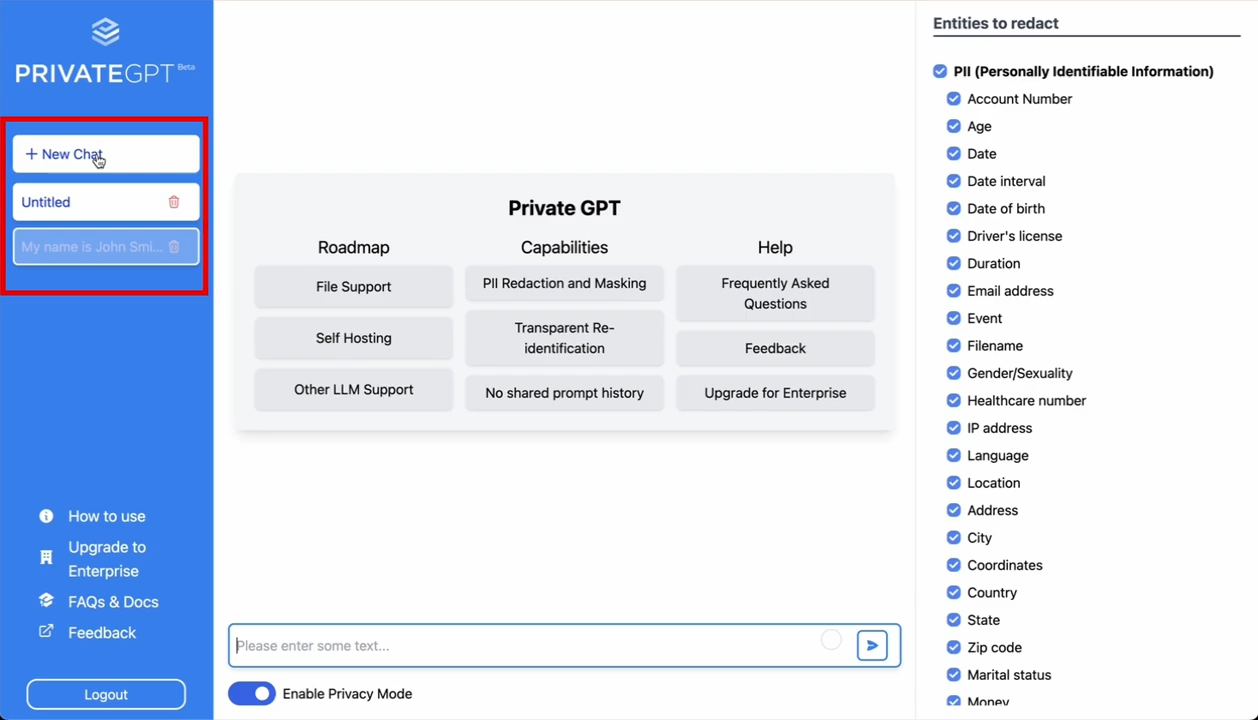 PRIVATEGPT Beta
+ New Chat
Untitled
My name is John Smi...
How to use
Upgrade to
Enterprise
FAQs & Docs
Feedback
Logout
Private GPT
Roadmap
File Support
Self Hosting
Other LLM Support
Capabilities
PII Redaction and Masking
Transparent Re-
identification
No shared prompt history
Help
Frequently Asked
Questions
Feedback
Upgrade for Enterprise
Please enter some text...
Enable Privacy Mode
Entities to redact
PII (Personally Identifiable Information)
Account Number
Age
Date
Date interval
Date of birth
Driver's license
Duration
Email address
Event
Filename
Gender/Sexuality
Healthcare number
IP address
Language
Location
Address
City
Coordinates
Country
State
Zip code
Marital status
Money